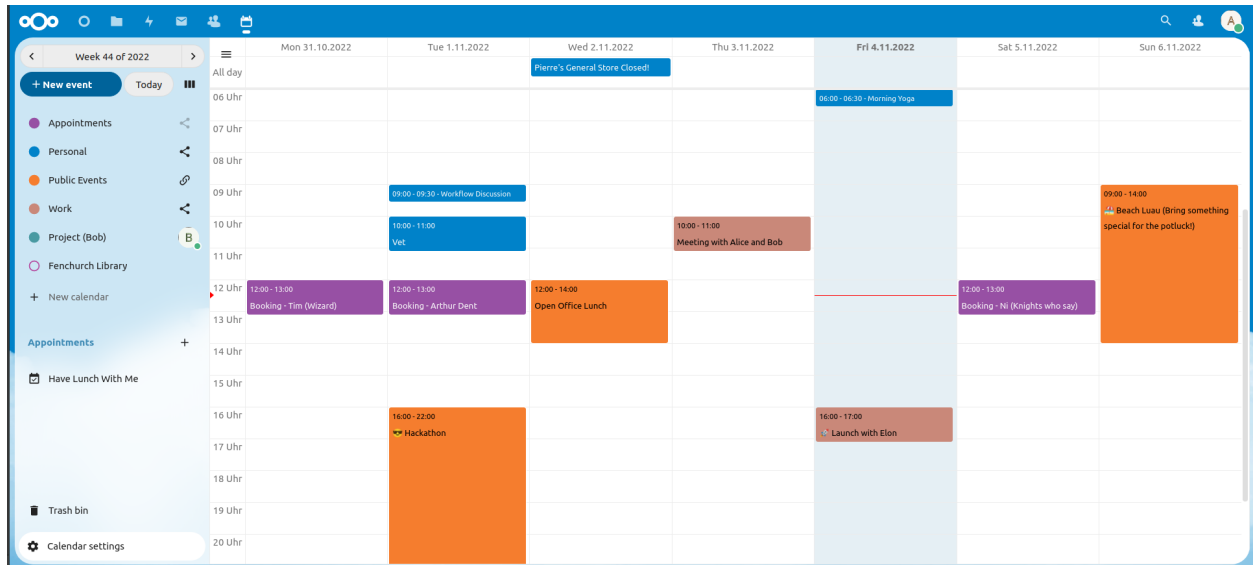 A
Week 44 of 2022
+ New event
Today
Appointments
Personal
Public Events
Work
Project (Bob)
B
Fenchurch Library
+ New calendar
Appointments
+
Have Lunch With Me
Trash bin
Calendar settings
Mon 31.10.2022
Tue 1.11.2022
Wed 2.11.2022
Thu 3.11.2022
Fri 4.11.2022
Sat 5.11.2022
Sun 6.11.2022
All day
Pierre's General Store Closed!
06 Uhr
06:00 - 06:30 - Morning Yoga
07 Uhr
08 Uhr
09 Uhr
09:00 - 09:30 - Workflow Discussion
09:00 - 14:00
Beach Luau (Bring something
special for the potluck!)
10 Uhr
10:00 - 11:00
Vet
10:00 - 11:00
Meeting with Alice and Bob
11 Uhr
12 Uhr
12:00 - 13:00
Booking - Tim (Wizard)
12:00 - 13:00
Booking - Arthur Dent
12:00 - 14:00
Open Office Lunch
12:00 - 13:00
Booking - Ni (Knights who say)
13 Uhr
14 Uhr
15 Uhr
16 Uhr
16:00 - 22:00
😎 Hackathon
16:00 - 17:00
Launch with Elon
17 Uhr
18 Uhr
19 Uhr
20 Uhr